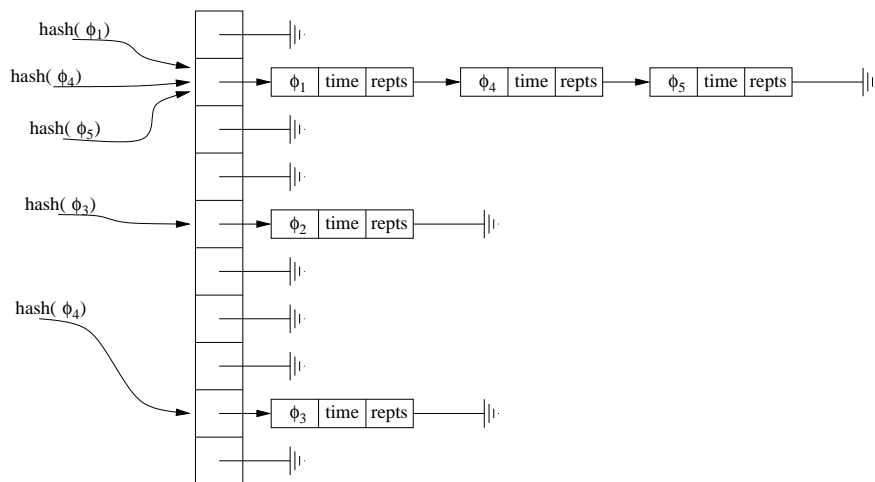 hash( ϕ1)
hash( ϕ4)
hash( ϕ5)
ϕ1 time repts ϕ4 time repts ϕ5 time repts
hash( ϕ3)
ϕ2 time repts
hash( ϕ4)
ϕ3 time repts